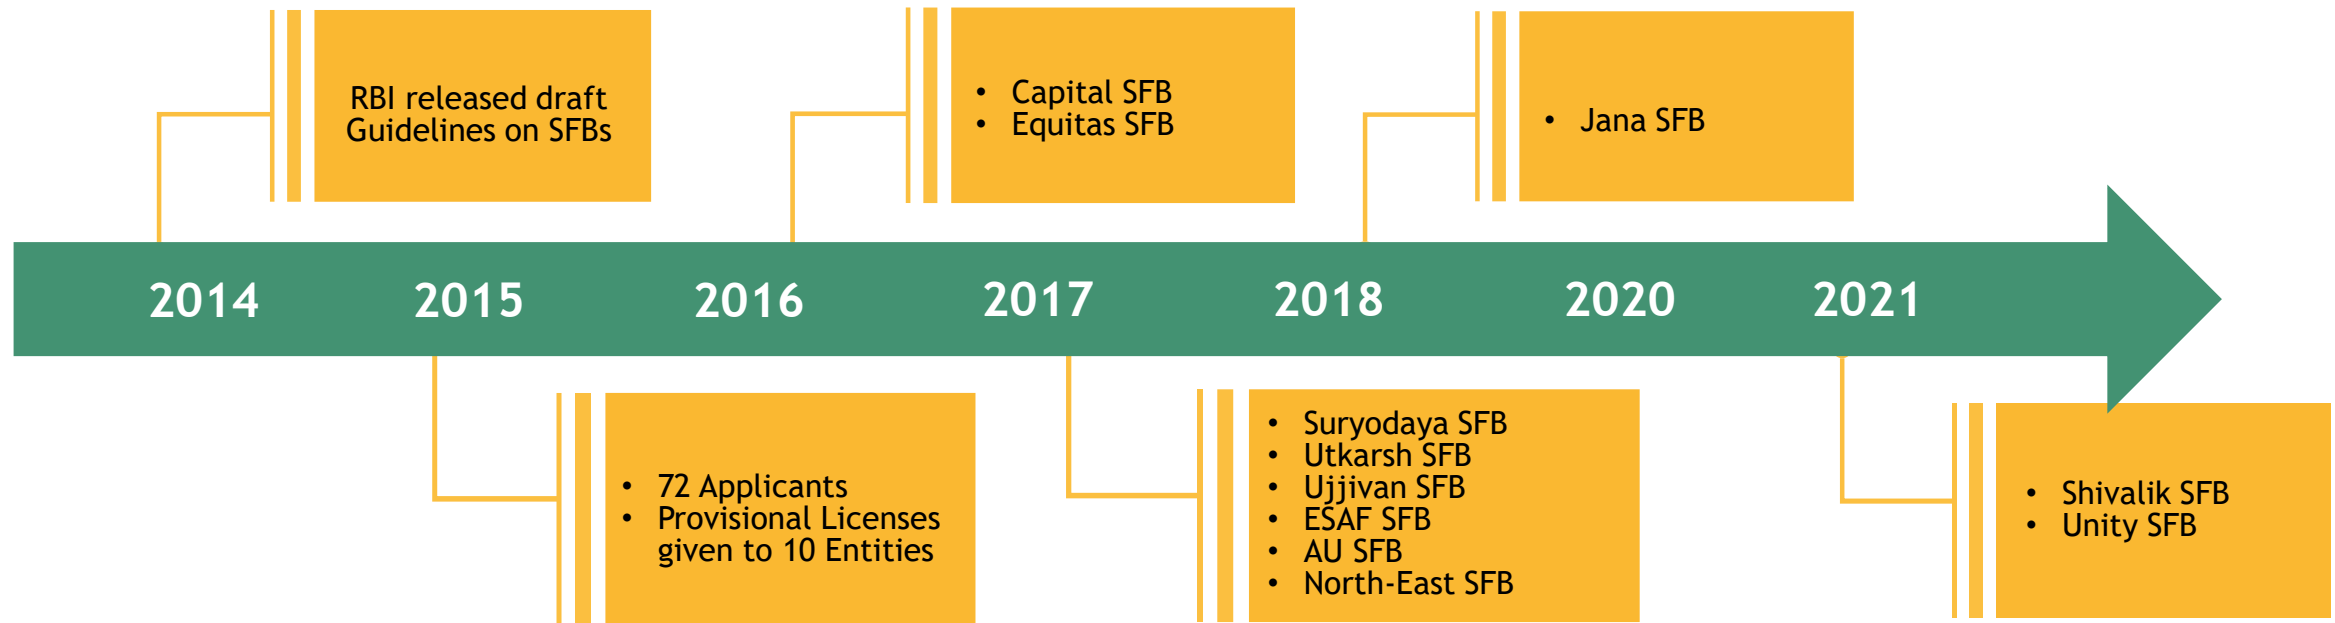 RBI released draft
Guidelines on SFBs
• Capital SFB
• Equitas SFB
• Jana SFB
2014
2015
2016
2017
2018
2020
2021
• 72 Applicants
• Provisional Licenses
given to 10 Entities
• Suryodaya SFB
• Utkarsh SFB
• Ujjivan SFB
• ESAF SFB
• AU SFB
• North-East SFB
• Shivalik SFB
• Unity SFB